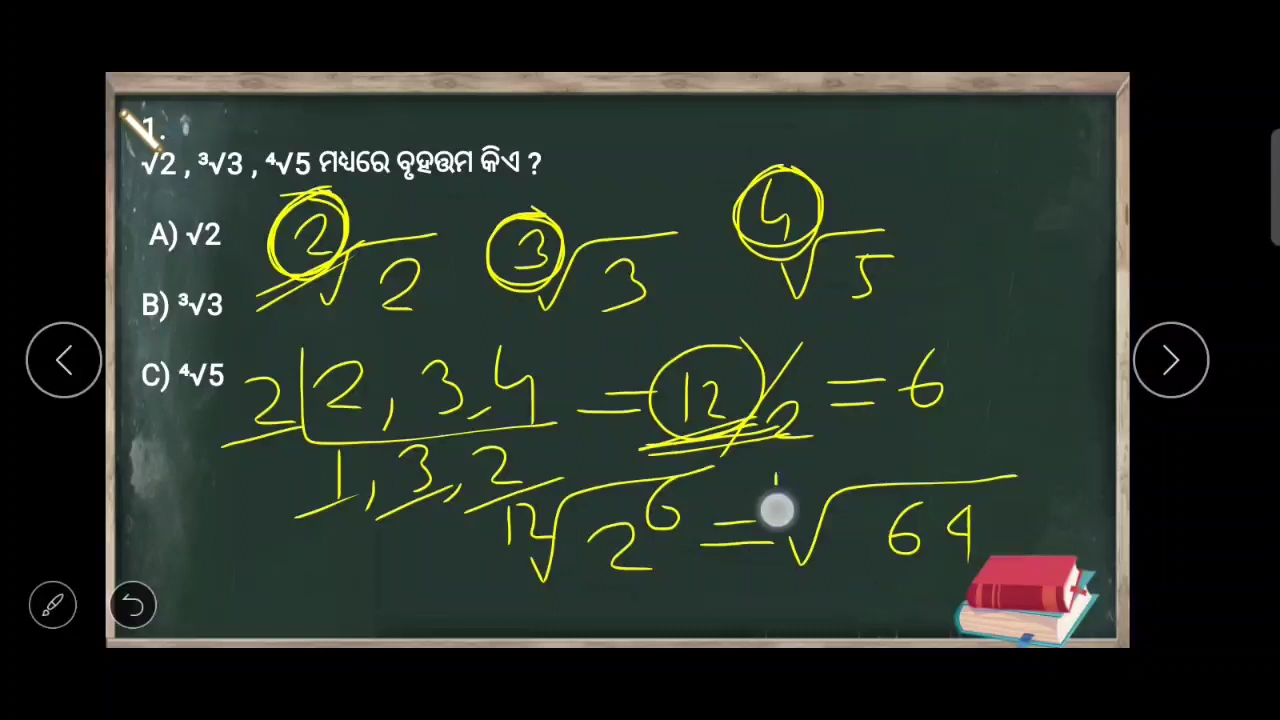 1.
√2 , ³√3 , ⁴√5 ମଧ୍ୟରେ ବୃହତ୍ତମ କିଏ ?
A) √2
2√2 3√3 4√5
B) ³√3
C) ⁴√5
2 | 2 , 3 , 4 = 12/2 = 6
1 , 3 , 2
12√2⁶ = √64